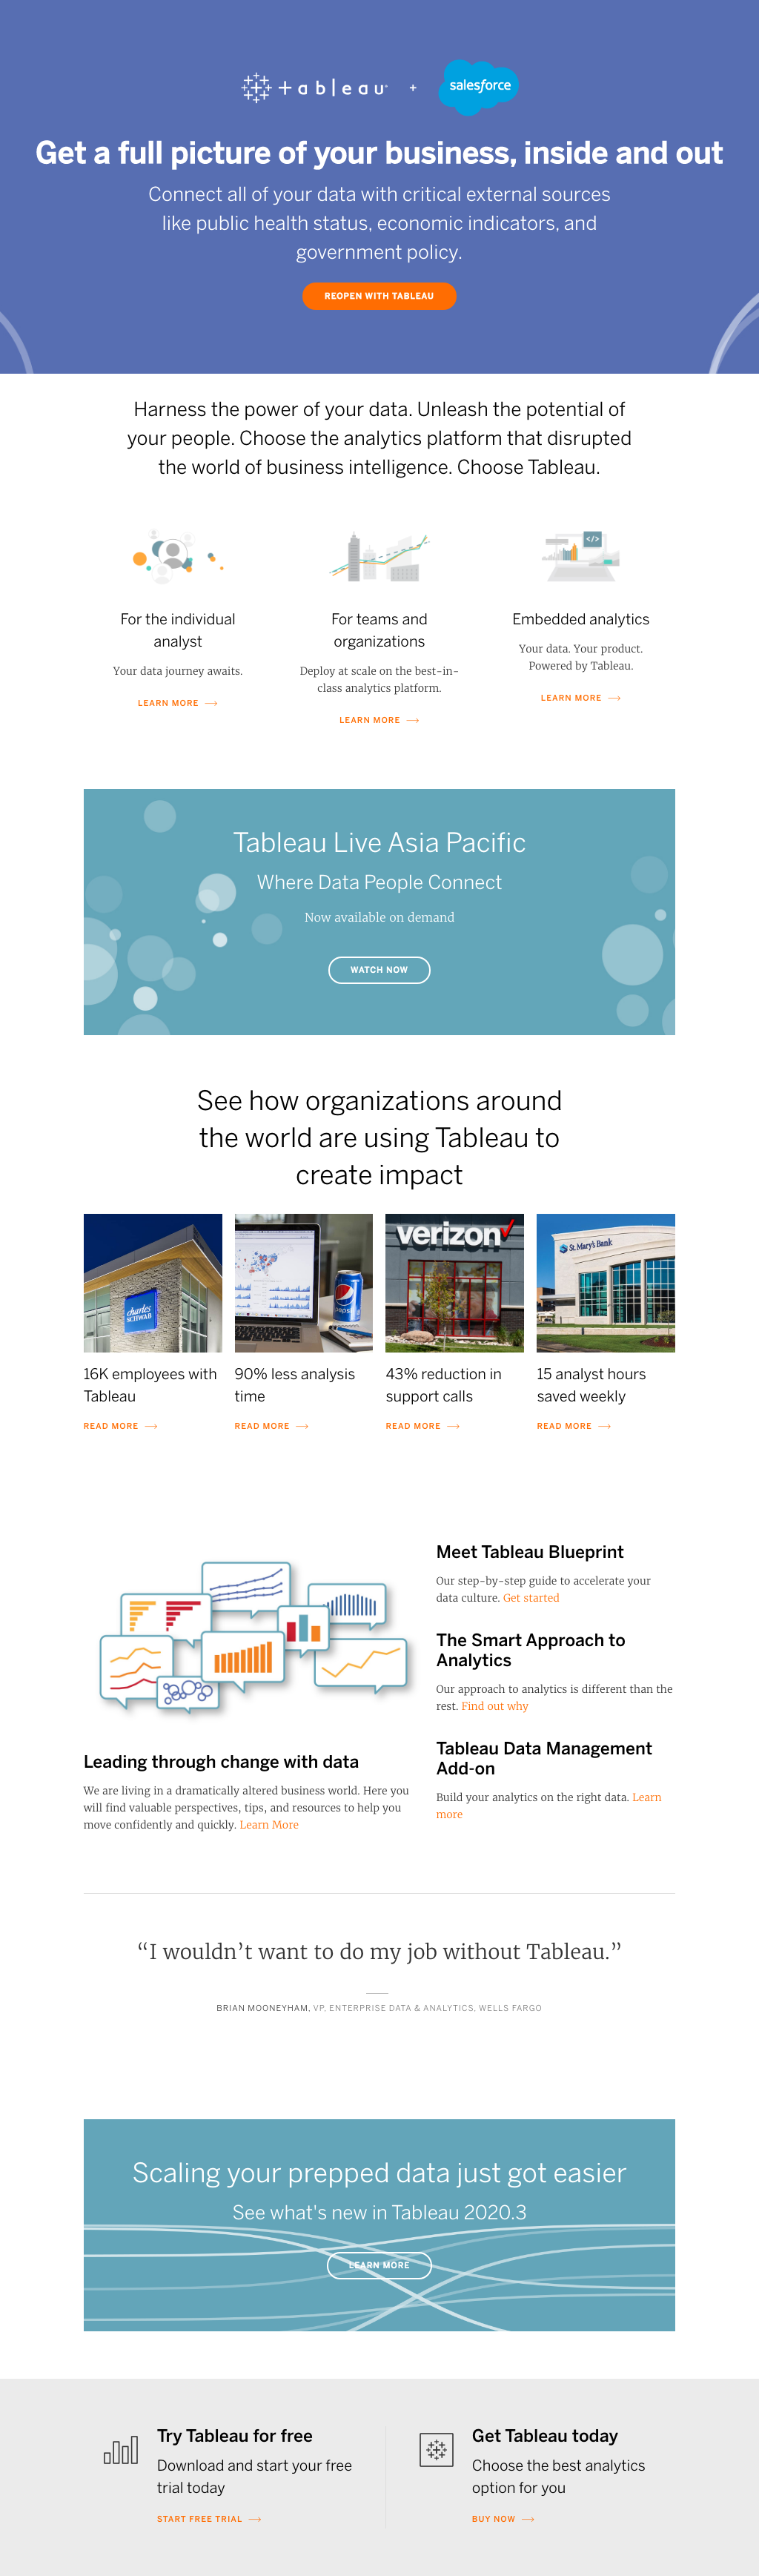 +ableau
+
salesforce
Get a full picture of your business, inside and out
Connect all of your data with critical external sources
like public health status, economic indicators, and
government policy.
REOPEN WITH TABLEAU
Harness the power of your data. Unleash the potential of
your people. Choose the analytics platform that disrupted
the world of business intelligence. Choose Tableau.
</>
For the individual
analyst
Your data journey awaits.
LEARN MORE
For teams and
organizations
Deploy at scale on the best-in-
class analytics platform.
LEARN MORE
Embedded analytics
Your data. Your product.
Powered by Tableau.
LEARN MORE
Tableau Live Asia Pacific
Where Data People Connect
Now available on demand
WATCH NOW
See how organizations around
the world are using Tableau to
create impact
charles
SCHWAB
pepsi
verizon
St. Mary's Bank
16K employees with
Tableau
READ MORE
90% less analysis
time
READ MORE
43% reduction in
support calls
READ MORE
15 analyst hours
saved weekly
READ MORE
Leading through change with data
We are living in a dramatically altered business world. Here you
will find valuable perspectives, tips, and resources to help you
move confidently and quickly. Learn More
Meet Tableau Blueprint
Our step-by-step guide to accelerate your
data culture. Get started
The Smart Approach to
Analytics
Our approach to analytics is different than the
rest. Find out why
Tableau Data Management
Add-on
Build your analytics on the right data. Learn
more
“I wouldn’t want to do my job without Tableau.”
BRIAN MOONEYHAM, VP, ENTERPRISE DATA & ANALYTICS, WELLS FARGO
Scaling your prepped data just got easier
See what's new in Tableau 2020.3
LEARN MORE
Try Tableau for free
Download and start your free
trial today
START FREE TRIAL
Get Tableau today
Choose the best analytics
option for you
BUY NOW